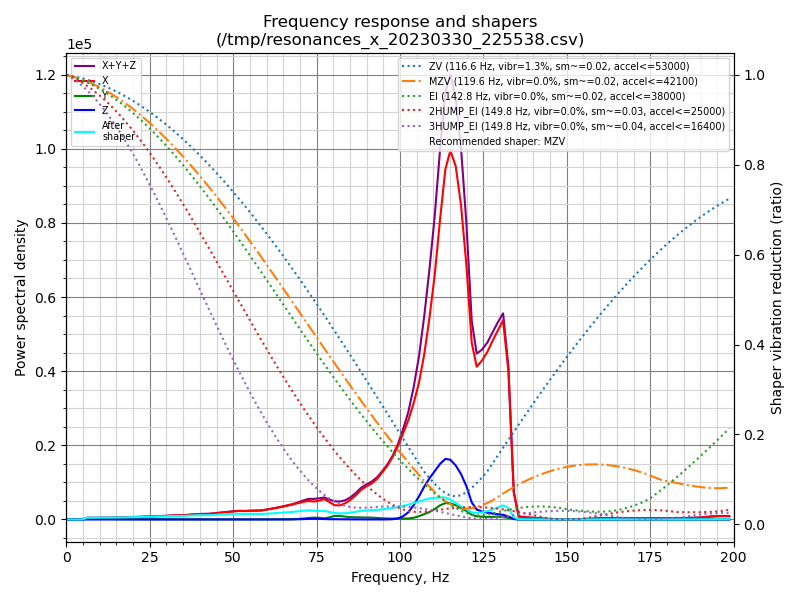 Frequency response and shapers
(/tmp/resonances_x_20230330_225538.csv)
1e5
X+Y+Z
X
Y
Z
After
shaper
ZV (116.6 Hz, vibr=1.3%, sm~=0.02, accel<=53000)
MZV (119.6 Hz, vibr=0.0%, sm~=0.02, accel<=42100)
EI (142.8 Hz, vibr=0.0%, sm~=0.02, accel<=38000)
2HUMP_EI (149.8 Hz, vibr=0.0%, sm~=0.03, accel<=25000)
3HUMP_EI (149.8 Hz, vibr=0.0%, sm~=0.04, accel<=16400)
Recommended shaper: MZV
Power spectral density
1.2
1.0
0.8
0.6
0.4
0.2
0.0
1.0
0.8
0.6
0.4
0.2
0.0
Shaper vibration reduction (ratio)
0 25 50 75 100 125 150 175 200
Frequency, Hz